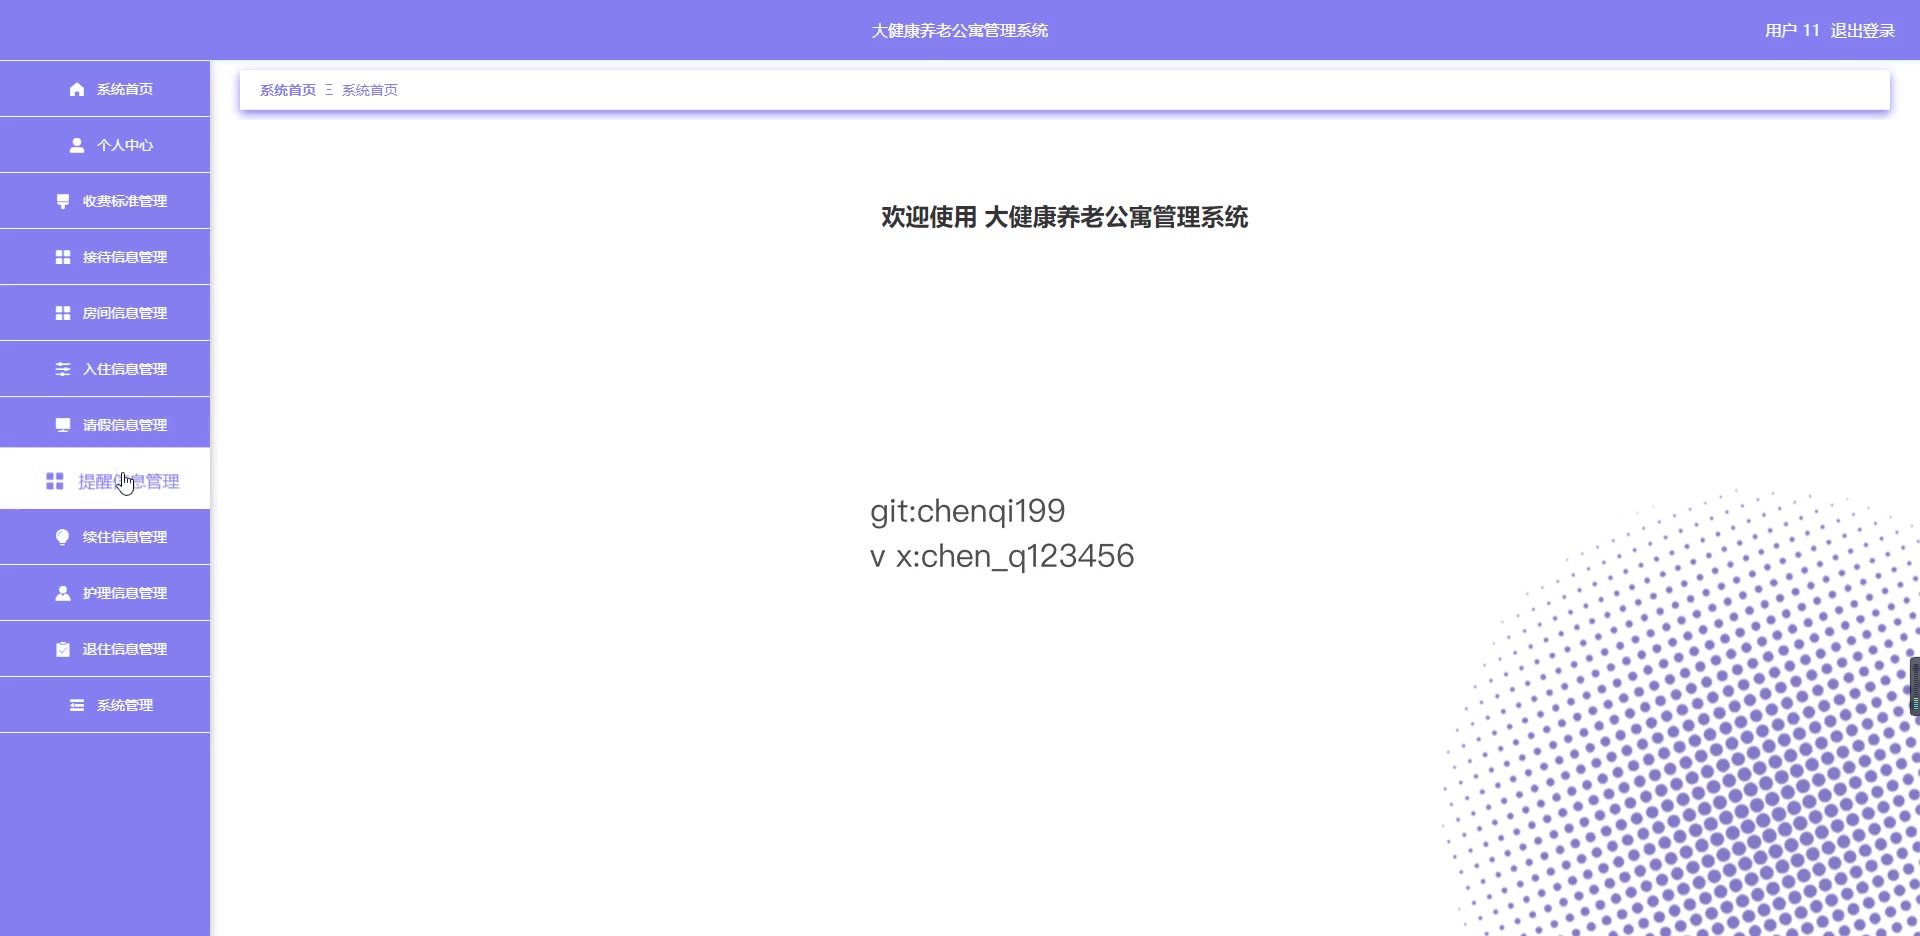 大健康养老公寓管理系统
用户 11 退出登录
系统首页
个人中心
收费标准管理
接待信息管理
房间信息管理
入住信息管理
请假信息管理
提醒信息管理
续住信息管理
护理信息管理
退住信息管理
系统管理
系统首页 Ξ 系统首页
欢迎使用 大健康养老公寓管理系统
git:chenqi199
v x:chen_q123456